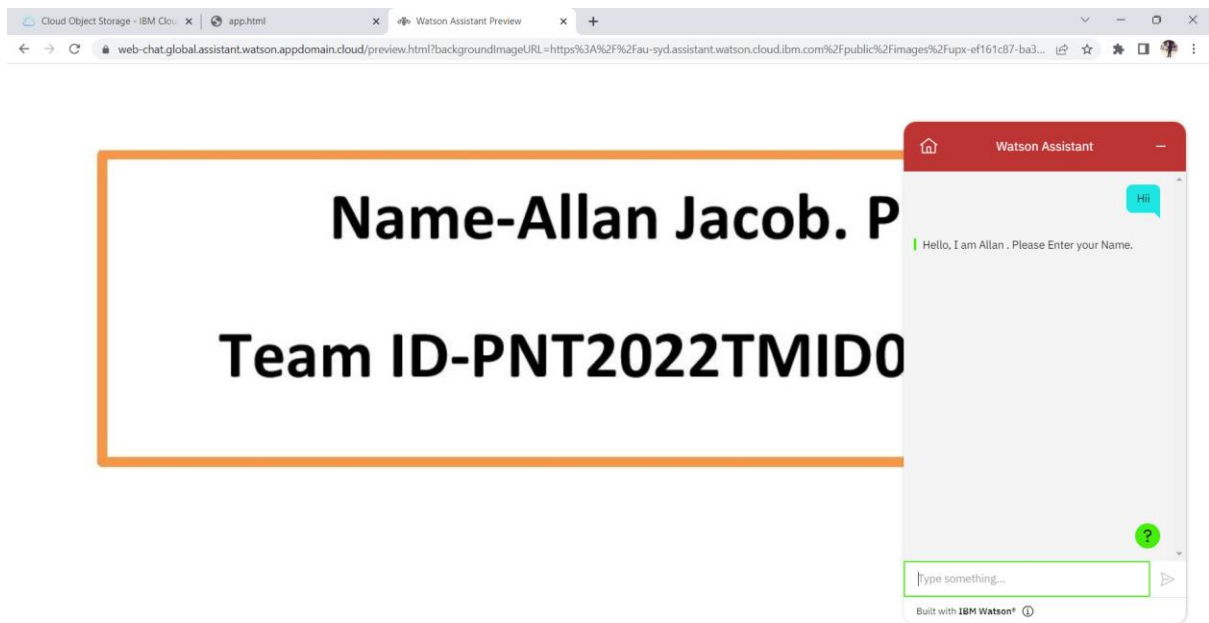 Cloud Object Storage - IBM Clou
app.html
Watson Assistant Preview
web-chat.global.assistant.watson.appdomain.cloud/preview.html?backgroundImageURL=https%3A%2F%2Fau-syd.assistant.watson.cloud.ibm.com%2Fpublic%2Fimages%2Fupx-ef161c87-ba3...
Name-Allan Jacob. P
Team ID-PNT2022TMID0
Watson Assistant
Hii
Hello, I am Allan . Please Enter your Name.
?
Type something...
Built with IBM Watson®